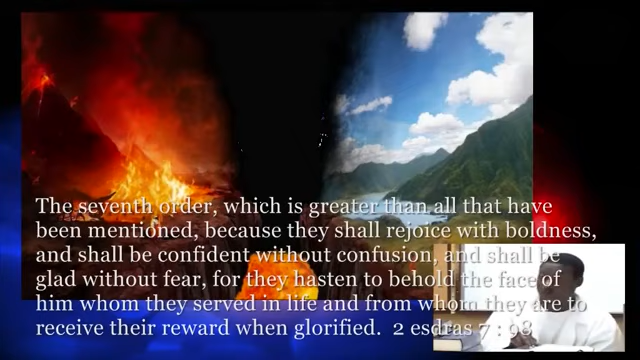 The seventh order, which is greater than all that have
been mentioned, because they shall rejoice with boldness,
and shall be confident without confusion, and shall be
glad without fear, for they hasten to behold the face of
him whom they served in life and from whom they are to
receive their reward when glorified. 2 esdras 7 : 98